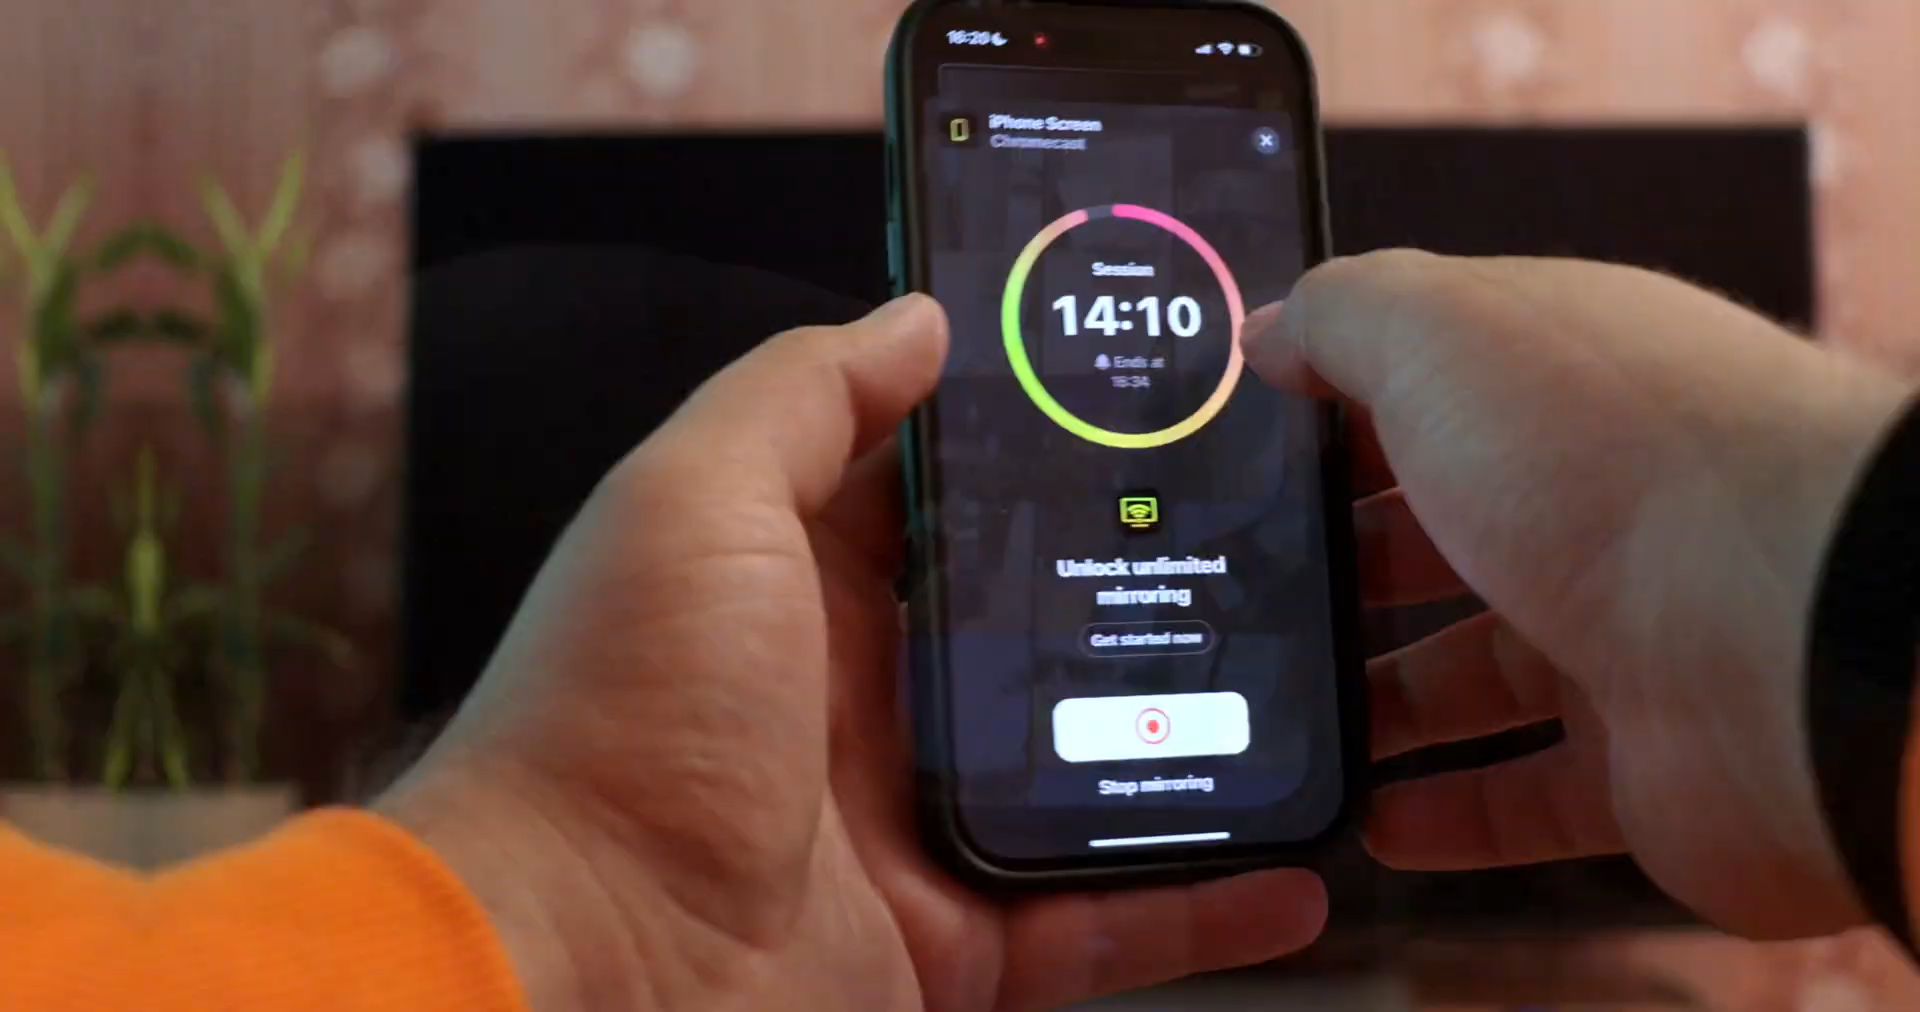 16:20
iPhone Screen
Chromecast
Session
14:10
Ends at
16:34
Unlock unlimited
mirroring
Get started now
Stop mirroring